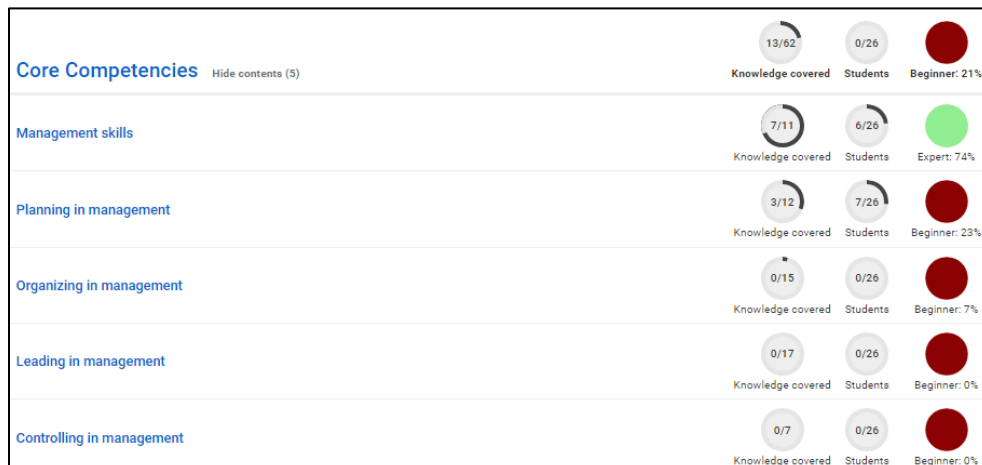 13/62 0/26
Core Competencies Hide contents (5) Knowledge covered Students Beginner: 21%
7/11 6/26
Management skills
Knowledge covered Students Expert: 74%
3/12 7/26
Planning in management
Knowledge covered Students Beginner: 23%
0/15 0/26
Organizing in management
Knowledge covered Students Beginner: 7%
0/17 0/26
Leading in management
Knowledge covered Students Beginner: 0%
0/7 0/26
Controlling in management
Knowledge covered Students Beginner: 0%